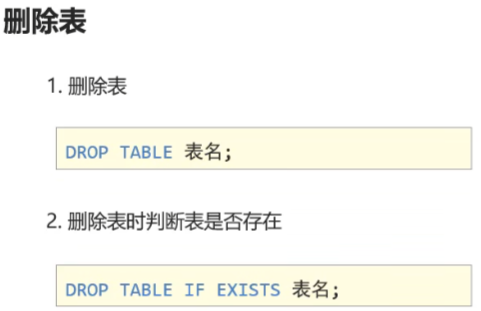 删除表
1. 删除表
DROP TABLE 表名;
2. 删除表时判断表是否存在
DROP TABLE IF EXISTS 表名;